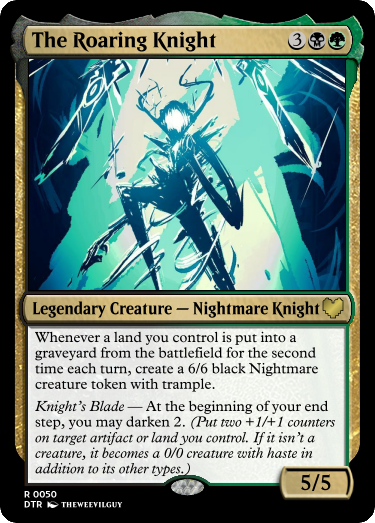 The Roaring Knight 3
Legendary Creature — Nightmare Knight
Whenever a land you control is put into a
graveyard from the battlefield for the second
time each turn, create a 6/6 black Nightmare
creature token with trample.
Knight's Blade — At the beginning of your end
step, you may darken 2. (Put two +1/+1 counters
on target artifact or land you control. If it isn't a
creature, it becomes a 0/0 creature with haste in
addition to its other types.)
5/5
R 0050
DTR THEWEEVILGUY